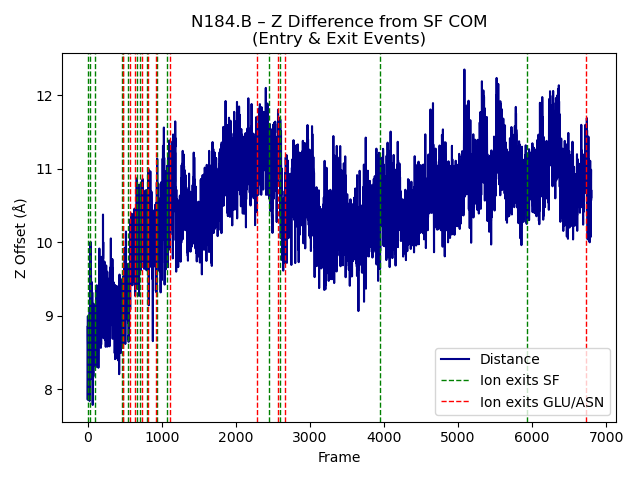 N184.B – Z Difference from SF COM
(Entry & Exit Events)
Z Offset (Å)
12
11
10
9
8
Distance
Ion exits SF
Ion exits GLU/ASN
0 1000 2000 3000 4000 5000 6000 7000
Frame